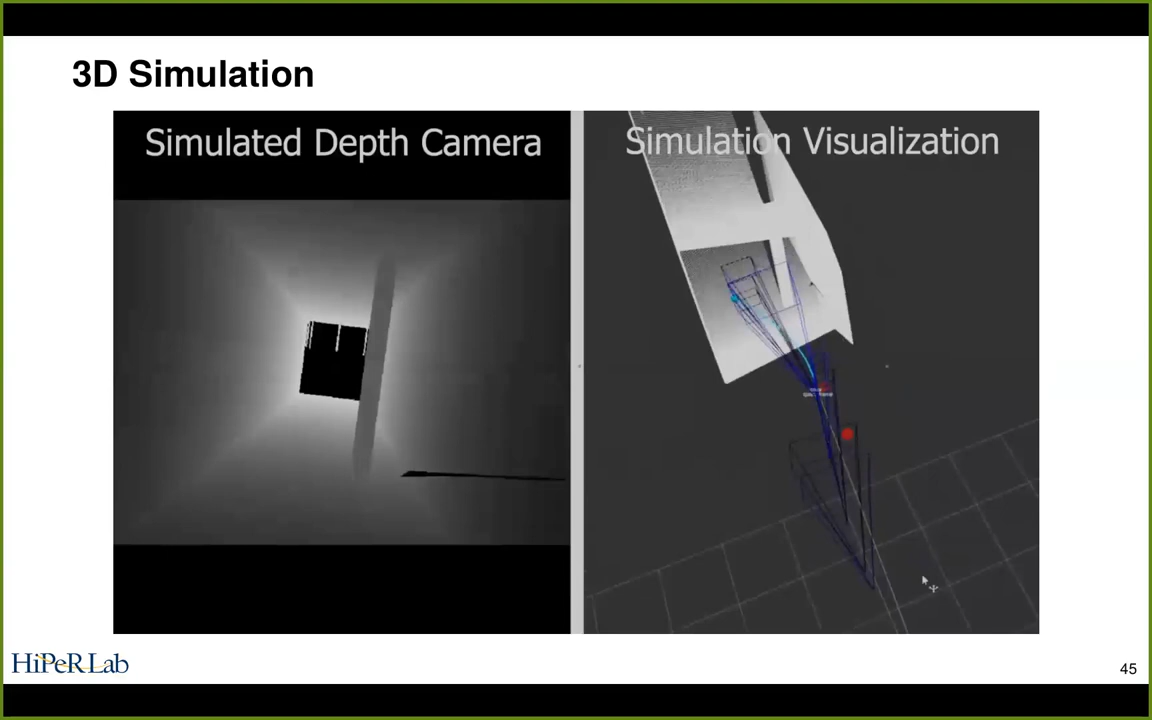 3D Simulation
Simulated Depth Camera
Simulation Visualization
HiPeRLab
45